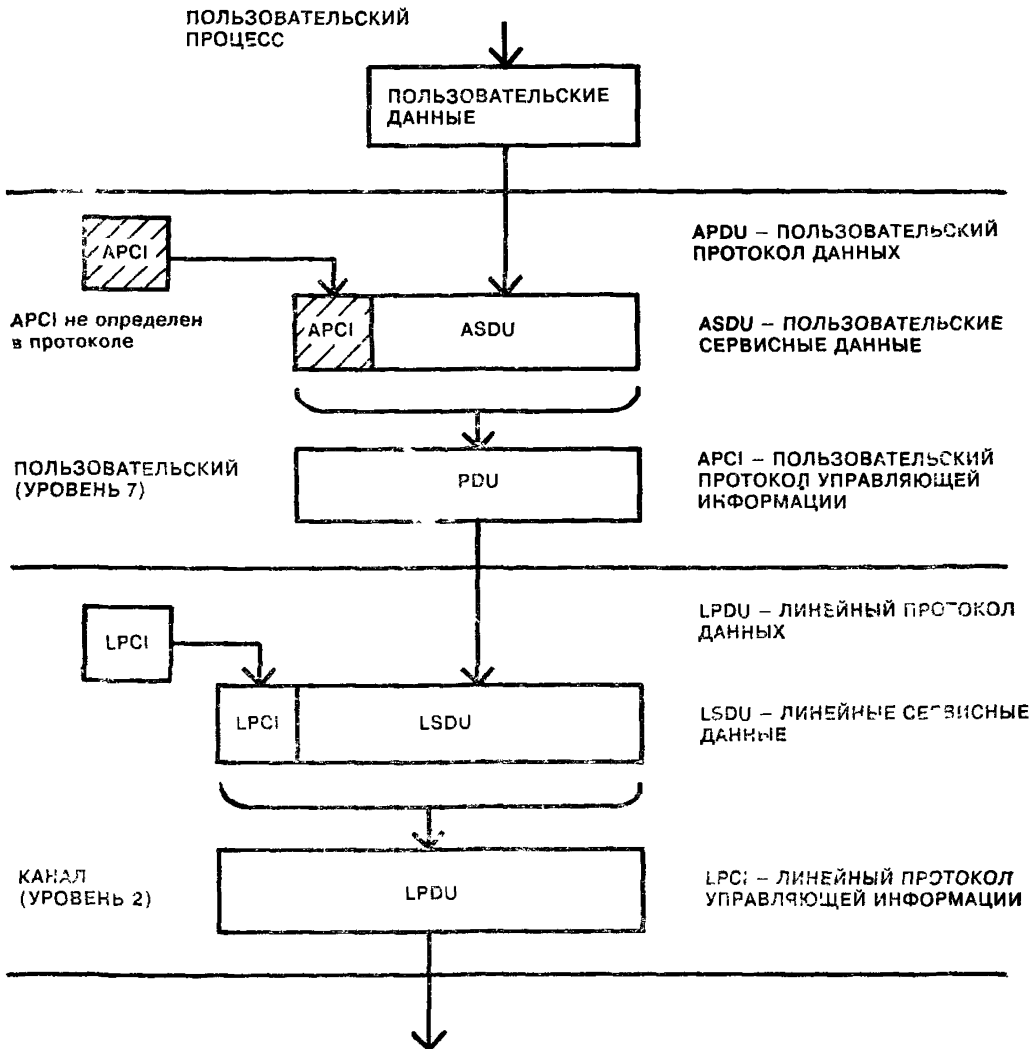 ПОЛЬЗОВАТЕЛЬСКИЙ
ПРОЦЕСС
ПОЛЬЗОВАТЕЛЬСКИЕ
ДАННЫЕ
APCI
APDU – ПОЛЬЗОВАТЕЛЬСКИЙ
ПРОТОКОЛ ДАННЫХ
APCI не определен
в протоколе
APCI
ASDU
ASDU – ПОЛЬЗОВАТЕЛЬСКИЕ
СЕРВИСНЫЕ ДАННЫЕ
ПОЛЬЗОВАТЕЛЬСКИЙ
(УРОВЕНЬ 7)
PDU
APCI – ПОЛЬЗОВАТЕЛЬСКИЙ
ПРОТОКОЛ УПРАВЛЯЮЩЕЙ
ИНФОРМАЦИИ
LPCI
LPDU – ЛИНЕЙНЫЙ ПРОТОКОЛ
ДАННЫХ
LPCI
LSDU
LSDU – ЛИНЕЙНЫЕ СЕРВИСНЫЕ
ДАННЫЕ
КАНАЛ
(УРОВЕНЬ 2)
LPDU
LPCI – ЛИНЕЙНЫЙ ПРОТОКОЛ
УПРАВЛЯЮЩЕЙ ИНФОРМАЦИИ